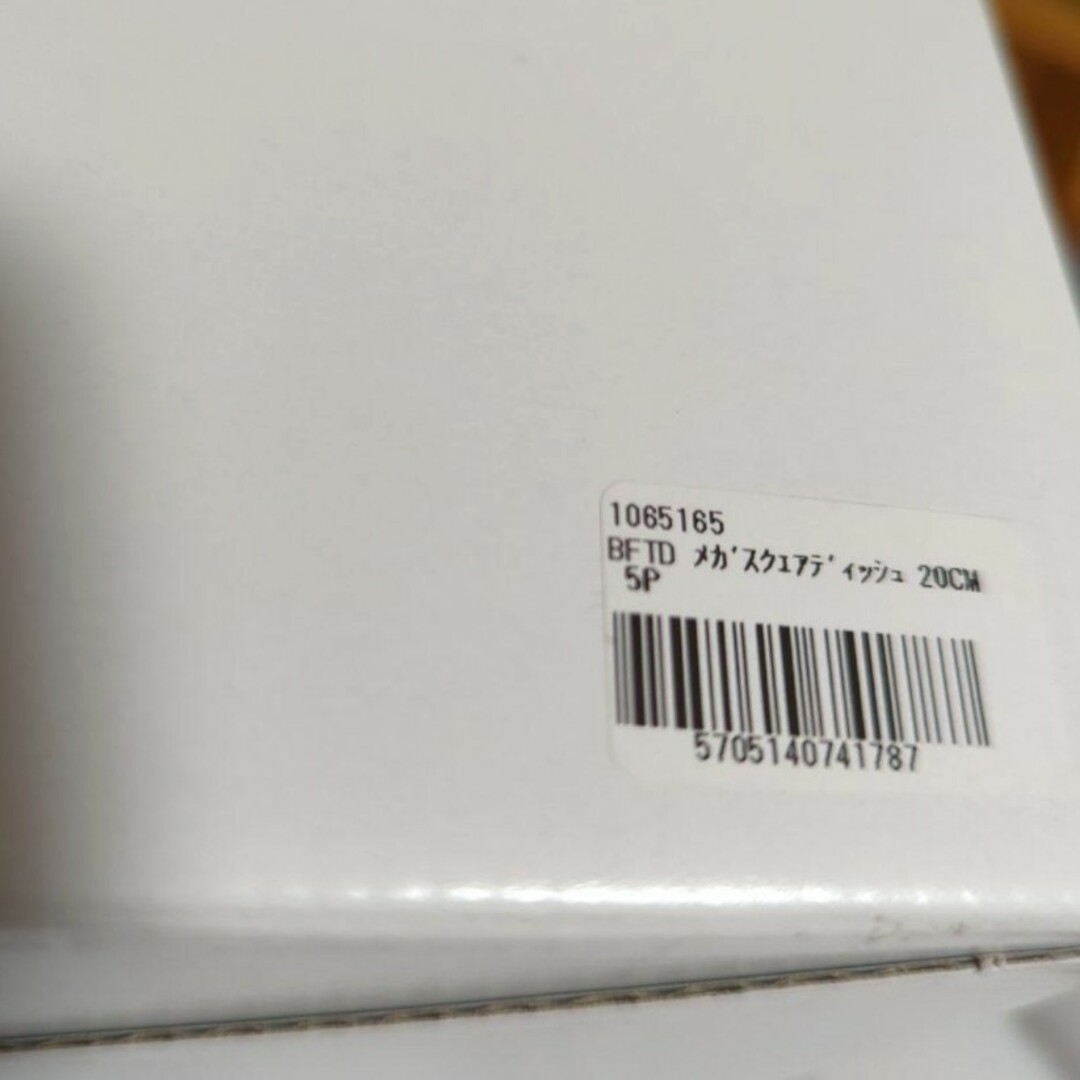 1065165
BFTD ﾒｶﾞｽｸｴｱﾃﾞｨｯｼｭ 20CM
5P
5705140741787